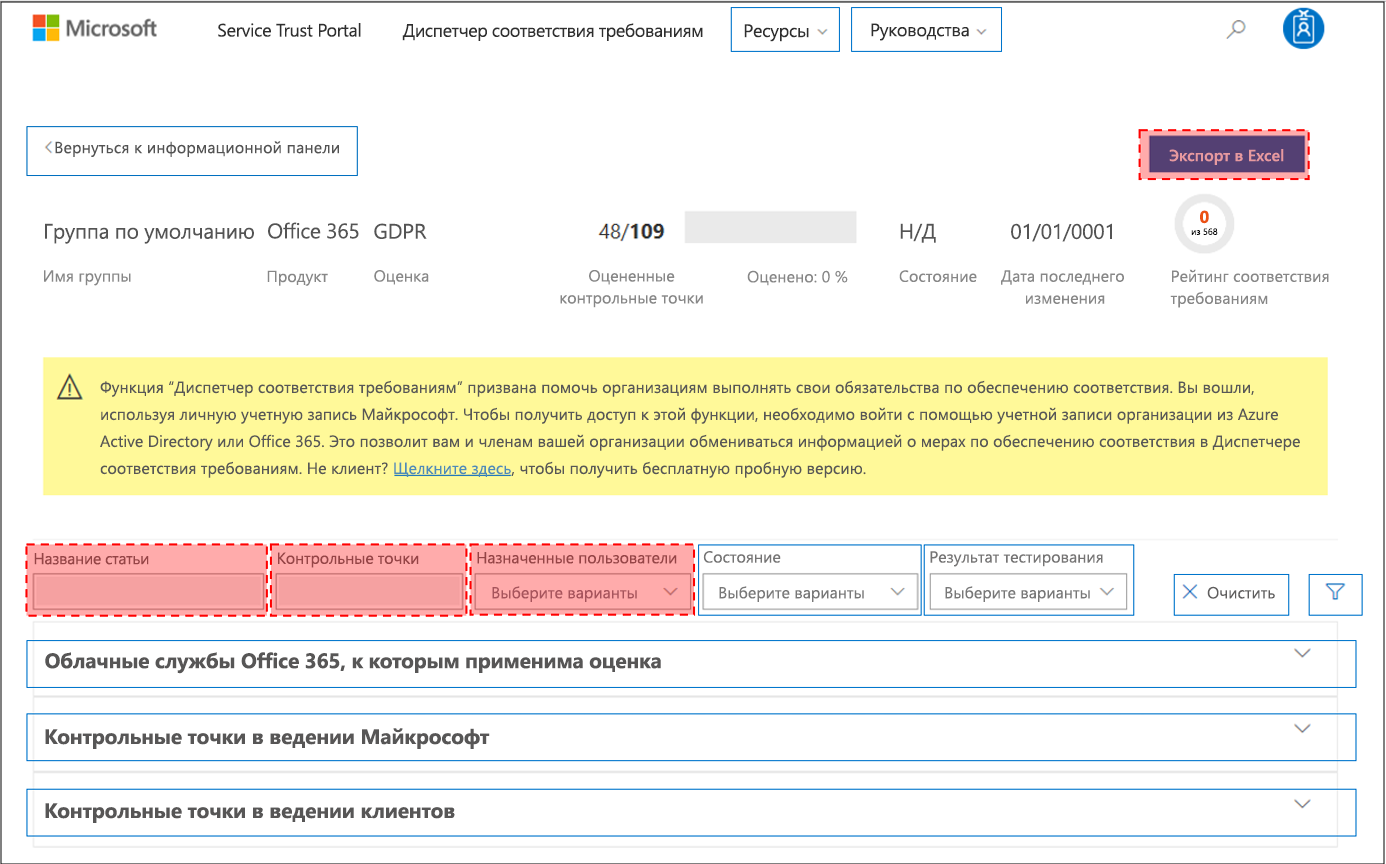 Microsoft Service Trust Portal Диспетчер соответствия требованиям Ресурсы Руководства
Вернуться к информационной панели
Экспорт в Excel
Группа по умолчанию Office 365 GDPR 48/109 Н/Д 01/01/0001 0
из 568
Имя группы Продукт Оценка Оцененные контрольные точки Оценено: 0 % Состояние Дата последнего изменения Рейтинг соответствия требованиям
Функция “Диспетчер соответствия требованиям” призвана помочь организациям выполнять свои обязательства по обеспечению соответствия. Вы вошли,
используя личную учетную запись Майкрософт. Чтобы получить доступ к этой функции, необходимо войти с помощью учетной записи организации из Azure
Active Directory или Office 365. Это позволит вам и членам вашей организации обмениваться информацией о мерах по обеспечению соответствия в Диспетчере
соответствия требованиям. Не клиент? Щелкните здесь, чтобы получить бесплатную пробную версию.
Название статьи Контрольные точки Назначенные пользователи Состояние Результат тестирования
Выберите варианты Выберите варианты Выберите варианты Очистить
Облачные службы Office 365, к которым применима оценка
Контрольные точки в ведении Майкрософт
Контрольные точки в ведении клиентов